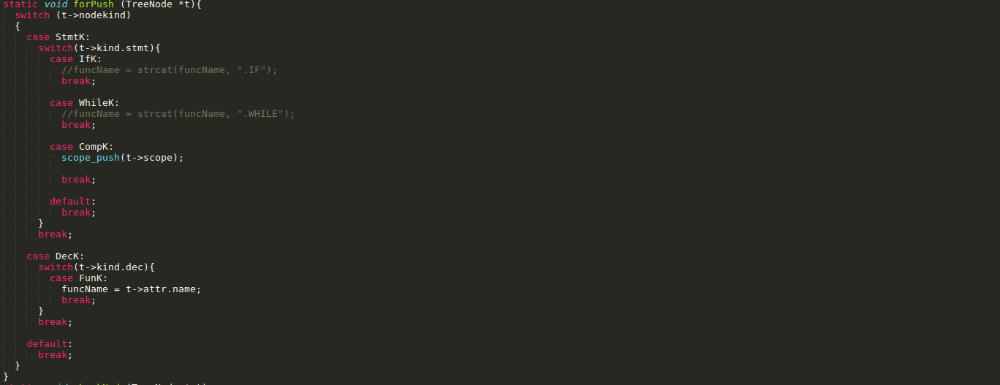 static void forPush (TreeNode *t){
  switch (t->nodekind)
  {
    case StmtK:
      switch(t->kind.stmt){
        case IfK:
          //funcName = strcat(funcName, ".IF");
          break;

        case WhileK:
          //funcName = strcat(funcName, ".WHILE");
          break;

        case CompK:
          scope_push(t->scope);

          break;

        default:
          break;
      }
      break;

    case DecK:
      switch(t->kind.dec){
        case FunK:
          funcName = t->attr.name;
          break;
      }
      break;

    default:
      break;
  }
}